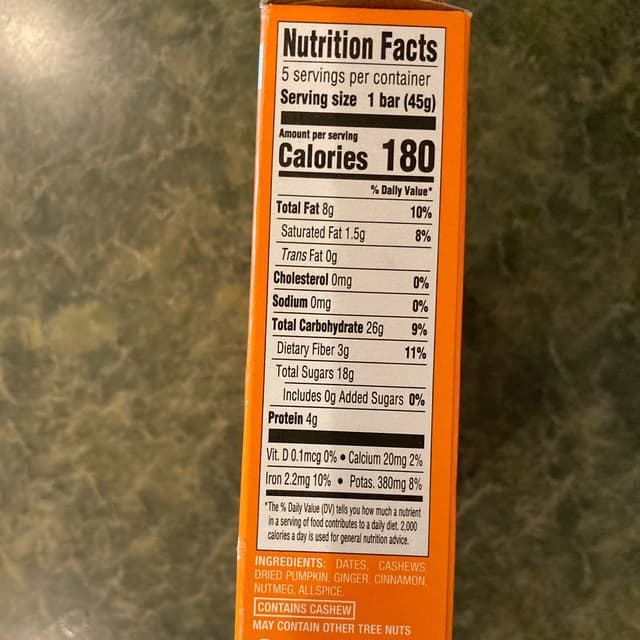 Nutrition Facts
5 servings per container
Serving size 1 bar (45g)
Amount per serving
Calories 180
% Daily Value*
Total Fat 8g 10%
Saturated Fat 1.5g 8%
Trans Fat 0g
Cholesterol 0mg 0%
Sodium 0mg 0%
Total Carbohydrate 26g 9%
Dietary Fiber 3g 11%
Total Sugars 18g
Includes 0g Added Sugars 0%
Protein 4g
Vit. D 0.1mcg 0% • Calcium 20mg 2%
Iron 2.2mg 10% • Potas. 380mg 8%
*The % Daily Value (DV) tells you how much a nutrient
in a serving of food contributes to a daily diet. 2,000
calories a day is used for general nutrition advice.
INGREDIENTS: DATES, CASHEWS,
DRIED PUMPKIN, GINGER, CINNAMON,
NUTMEG, ALLSPICE.
CONTAINS CASHEW
MAY CONTAIN OTHER TREE NUTS